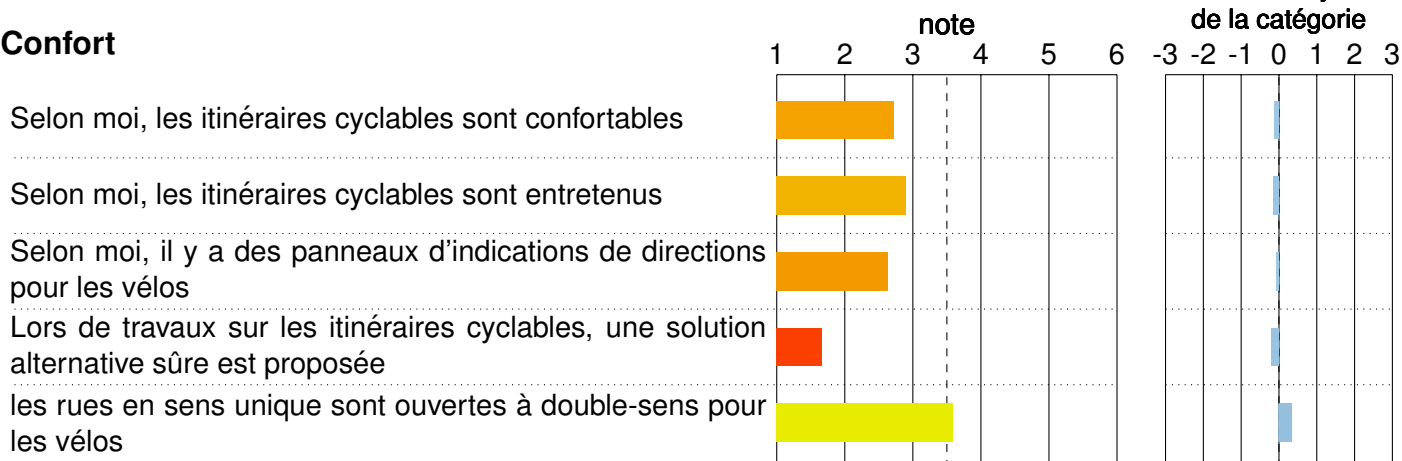 note
de la catégorie
Confort
1 2 3 4 5 6
-3 -2 -1 0 1 2 3
Selon moi, les itinéraires cyclables sont confortables
Selon moi, les itinéraires cyclables sont entretenus
Selon moi, il y a des panneaux d'indications de directions
pour les vélos
Lors de travaux sur les itinéraires cyclables, une solution
alternative sûre est proposée
les rues en sens unique sont ouvertes à double-sens pour
les vélos